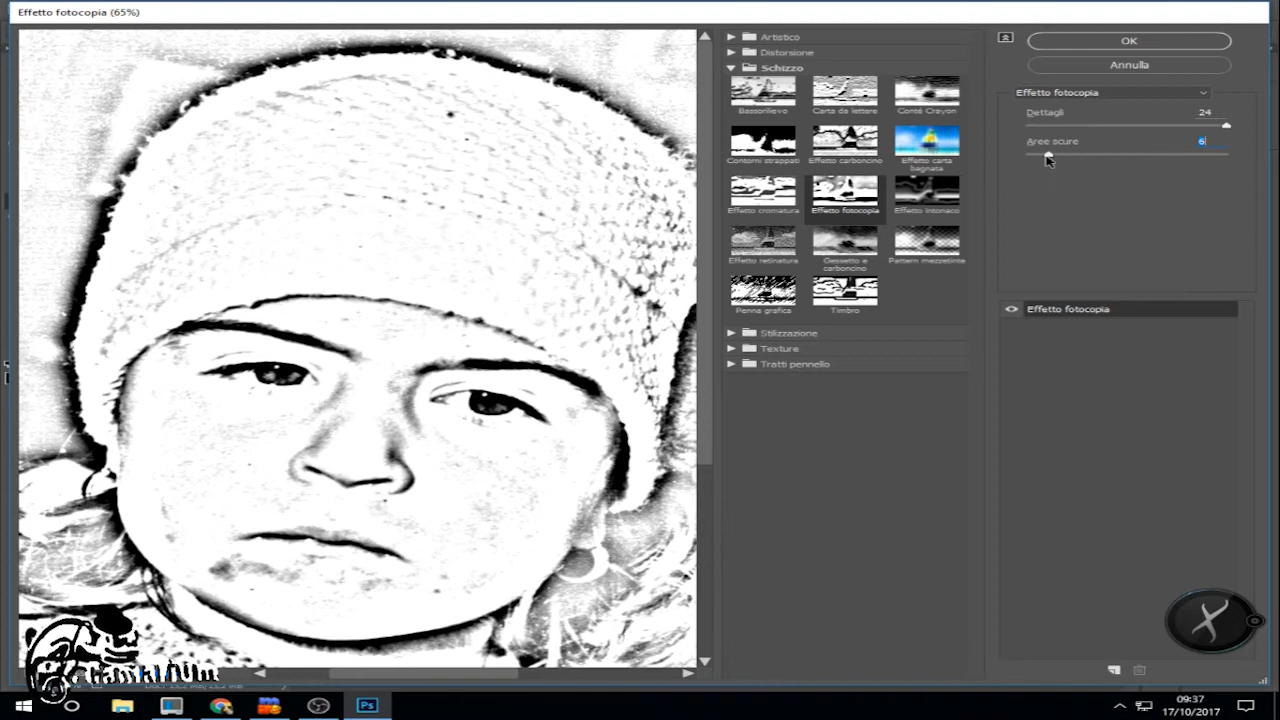 Effetto fotocopia (65%)
Artistico
Distorsione
Schizzo
Bassorilievo
Carta da lettere
Conté Crayon
Contorni strappati
Effetto carboncino
Effetto carta bagnata
Effetto cromatura
Effetto fotocopia
Effetto intonaco
Effetto retinatura
Gessetto e carboncino
Pattern mezzetinte
Penna grafica
Timbro
Stilizzazione
Texture
Tratti pennello
OK
Annulla
Effetto fotocopia
Dettagli 24
Aree scure 6
Effetto fotocopia
Ps
09:37
17/10/2017